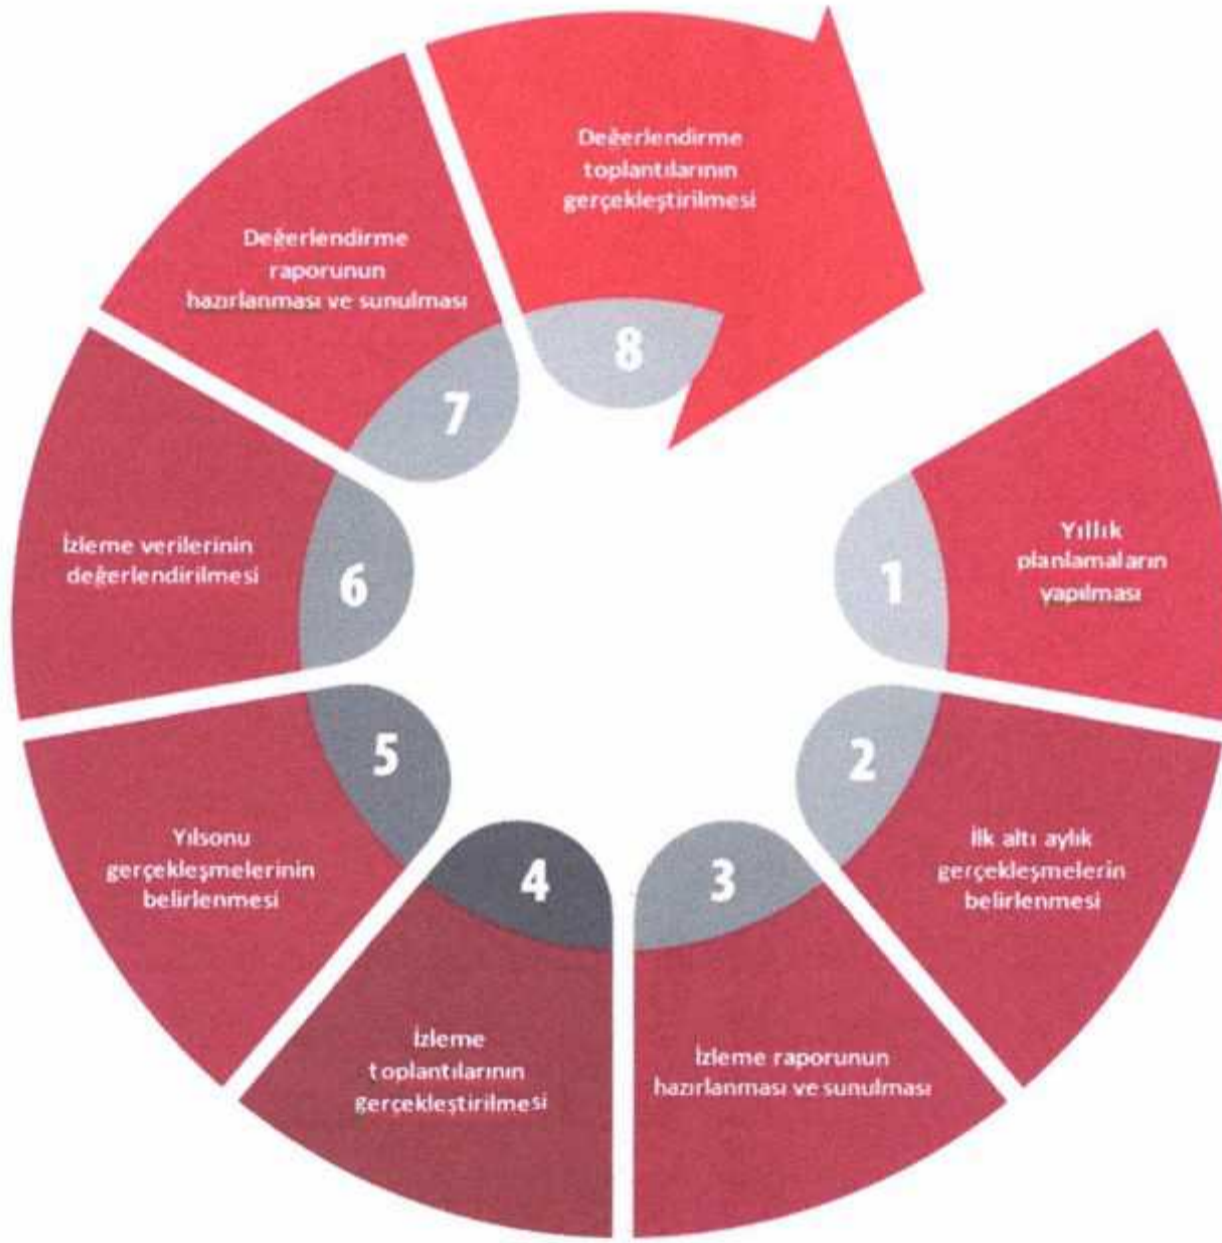 1
Yıllık
planlamaların
yapılması
2
İlk altı aylık
gerçekleşmelerin
belirlenmesi
3
İzleme raporunun
hazırlanması ve sunulması
4
İzleme
toplantılarının
gerçekleştirilmesi
5
Yılsonu
gerçekleşmelerinin
belirlenmesi
6
İzleme verilerinin
değerlendirilmesi
7
Değerlendirme
raporunun
hazırlanması ve sunulması
8
Değerlendirme
toplantılarının
gerçekleştirilmesi